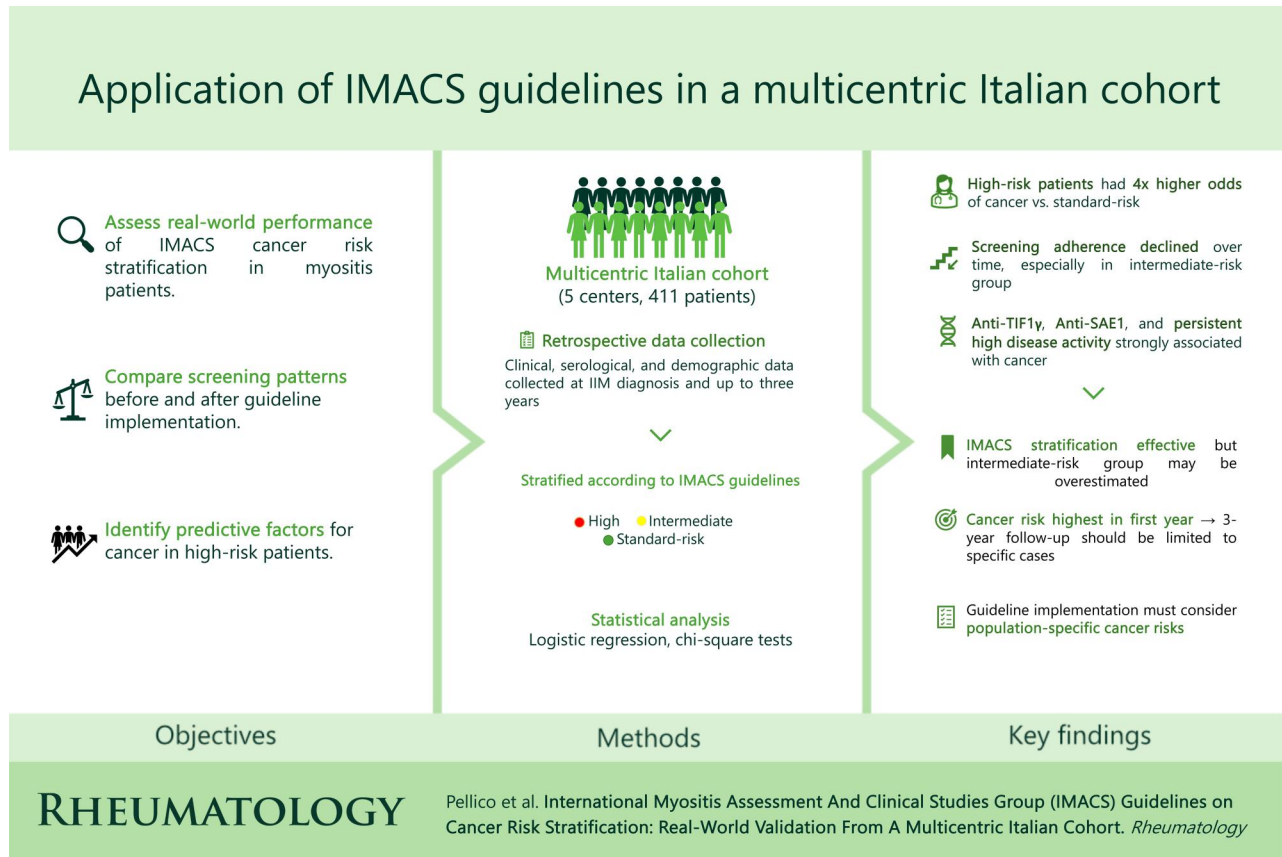 Application of IMACS guidelines in a multicentric Italian cohort
Assess real-world performance
of IMACS cancer risk
stratification in myositis
patients.
Compare screening patterns
before and after guideline
implementation.
Identify predictive factors for
cancer in high-risk patients.
Objectives
Multicentric Italian cohort
(5 centers, 411 patients)
Retrospective data collection
Clinical, serological, and demographic data
collected at IIM diagnosis and up to three
years
Stratified according to IMACS guidelines
High Intermediate
Standard-risk
Statistical analysis
Logistic regression, chi-square tests
Methods
High-risk patients had 4x higher odds
of cancer vs. standard-risk
Screening adherence declined over
time, especially in intermediate-risk
group
Anti-TIF1γ, Anti-SAE1, and persistent
high disease activity strongly associated
with cancer
IMACS stratification effective but
intermediate-risk group may be
overestimated
Cancer risk highest in first year → 3-
year follow-up should be limited to
specific cases
Guideline implementation must consider
population-specific cancer risks
Key findings
RHEUMATOLOGY
Pellico et al. International Myositis Assessment And Clinical Studies Group (IMACS) Guidelines on
Cancer Risk Stratification: Real-World Validation From A Multicentric Italian Cohort. Rheumatology